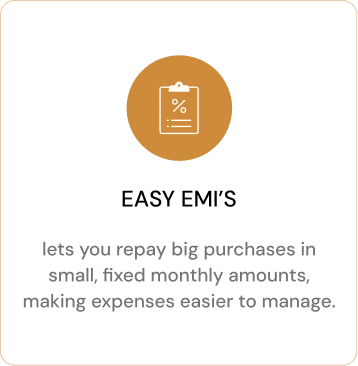 EASY EMI’S
lets you repay big purchases in
small, fixed monthly amounts,
making expenses easier to manage.